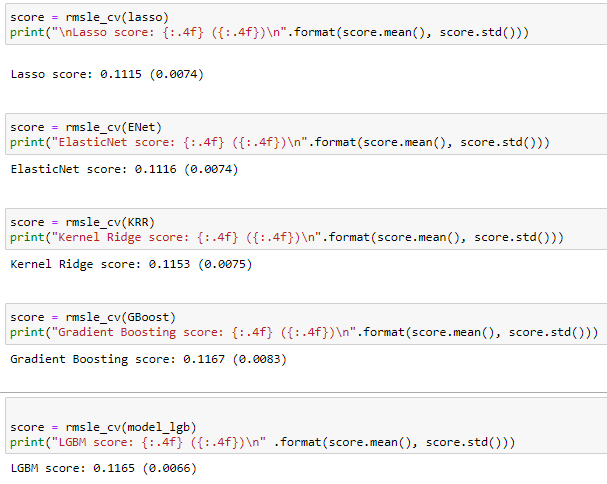 score = rmsle_cv(lasso)
print("\nLasso score: {:.4f} ({:.4f})\n".format(score.mean(), score.std()))
Lasso score: 0.1115 (0.0074)
score = rmsle_cv(ENet)
print("ElasticNet score: {:.4f} ({:.4f})\n".format(score.mean(), score.std()))
ElasticNet score: 0.1116 (0.0074)
score = rmsle_cv(KRR)
print("Kernel Ridge score: {:.4f} ({:.4f})\n".format(score.mean(), score.std()))
Kernel Ridge score: 0.1153 (0.0075)
score = rmsle_cv(GBoost)
print("Gradient Boosting score: {:.4f} ({:.4f})\n".format(score.mean(), score.std()))
Gradient Boosting score: 0.1167 (0.0083)
score = rmsle_cv(model_lgb)
print("LGBM score: {:.4f} ({:.4f})\n" .format(score.mean(), score.std()))
LGBM score: 0.1165 (0.0066)